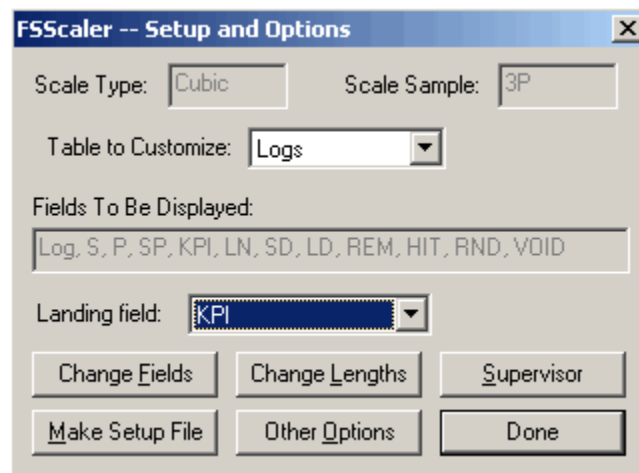 FSScaler -- Setup and Options
Scale Type: Cubic Scale Sample: 3P
Table to Customize: Logs
Fields To Be Displayed:
Log, S, P, SP, KPI, LN, SD, LD, REM, HIT, RND, VOID
Landing field: KPI
Change Fields Change Lengths Supervisor
Make Setup File Other Options Done